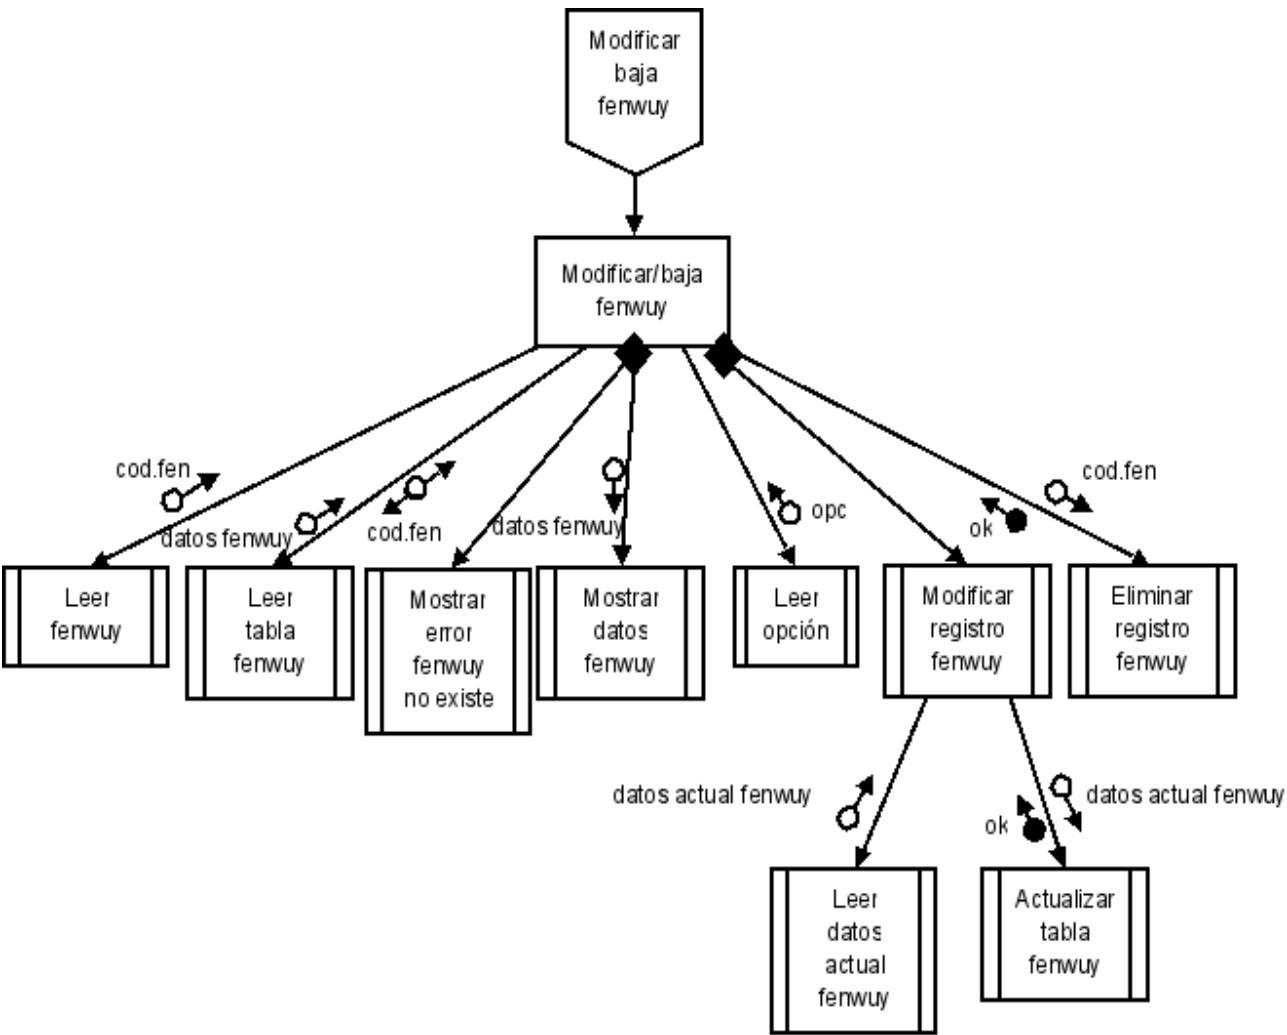 Modificar
baja
fenwuy
Modificar/baja
fenwuy
cod.fen
datos fenwuy
cod.fen
datos fenwuy
opc
ok
cod.fen
Leer
fenwuy
Leer
tabla
fenwuy
Mostrar
error
fenwuy
no existe
Mostrar
datos
fenwuy
Leer
opción
Modificar
registro
fenwuy
Eliminar
registro
fenwuy
datos actual fenwuy
ok
datos actual fenwuy
Leer
datos
actual
fenwuy
Actualizar
tabla
fenwuy